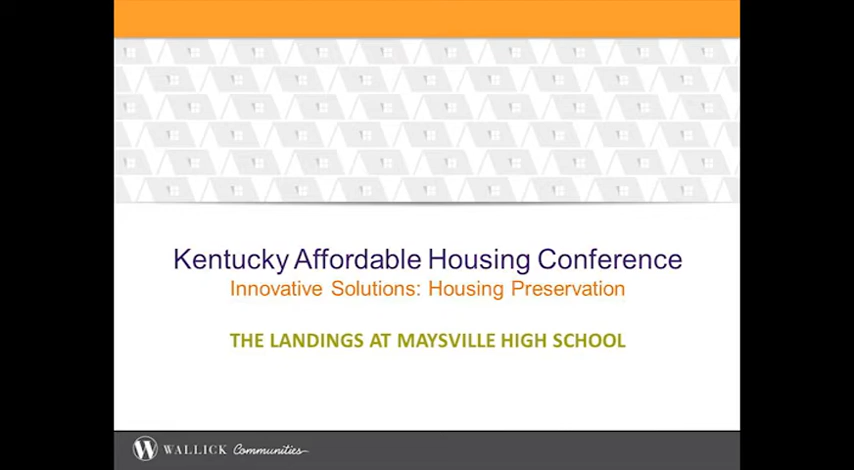 Kentucky Affordable Housing Conference
Innovative Solutions: Housing Preservation
THE LANDINGS AT MAYSVILLE HIGH SCHOOL
W WALLICK Communities